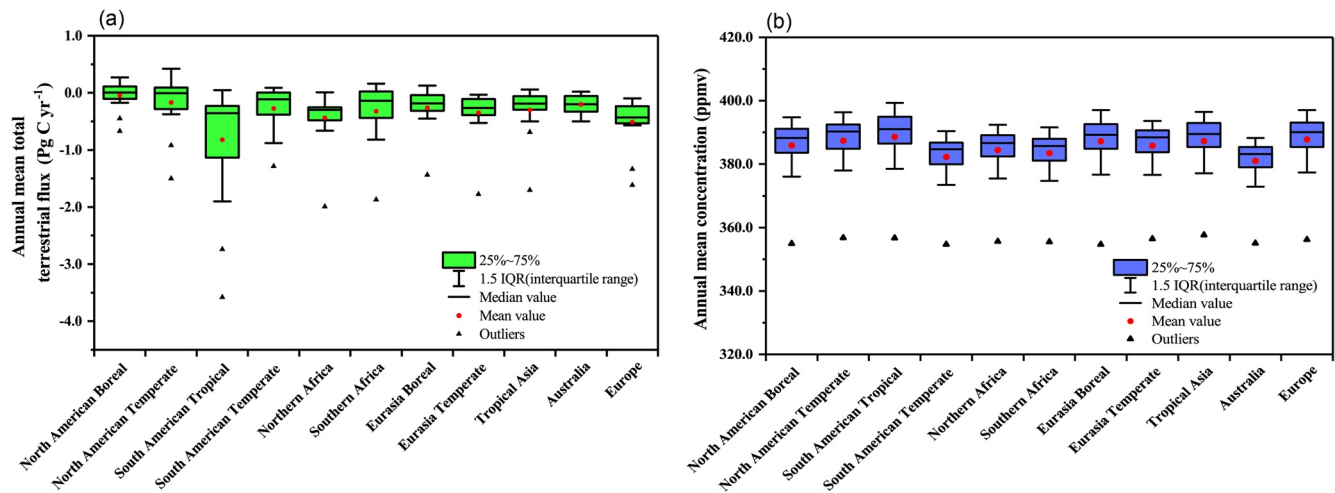 (a)
Annual mean total
terrestrial flux (Pg C yr⁻¹)
1.0
0.0
-1.0
-2.0
-3.0
-4.0
25%~75%
1.5 IQR(interquartile range)
Median value
Mean value
Outliers
North American Boreal
North American Temperate
South American Tropical
South American Temperate
Northern Africa
Southern Africa
Eurasia Boreal
Eurasia Temperate
Tropical Asia
Australia
Europe
(b)
Annual mean concentration (ppmv)
420.0
400.0
380.0
360.0
340.0
320.0
25%~75%
1.5 IQR(interquartile range)
Median value
Mean value
Outliers
North American Boreal
North American Temperate
South American Tropical
South American Temperate
Northern Africa
Southern Africa
Eurasia Boreal
Eurasia Temperate
Tropical Asia
Australia
Europe